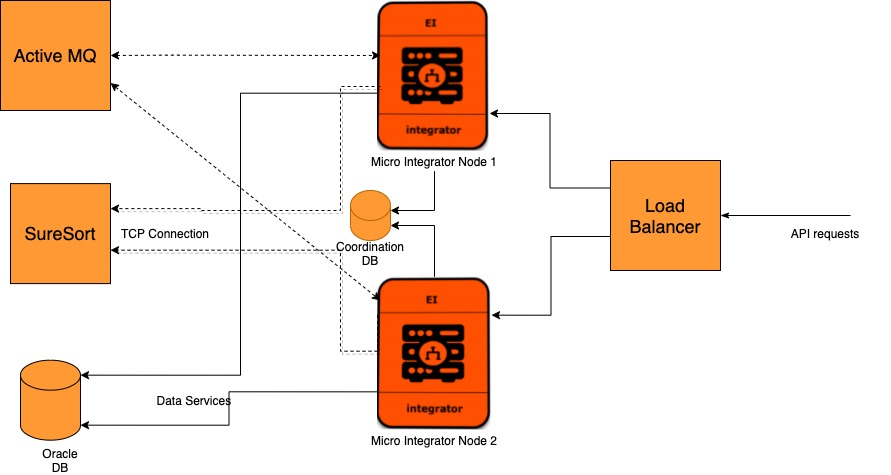 Active MQ
EI
integrator
Micro Integrator Node 1
SureSort
TCP Connection
Coordination
DB
Load
Balancer
API requests
EI
integrator
Micro Integrator Node 2
Data Services
Oracle
DB